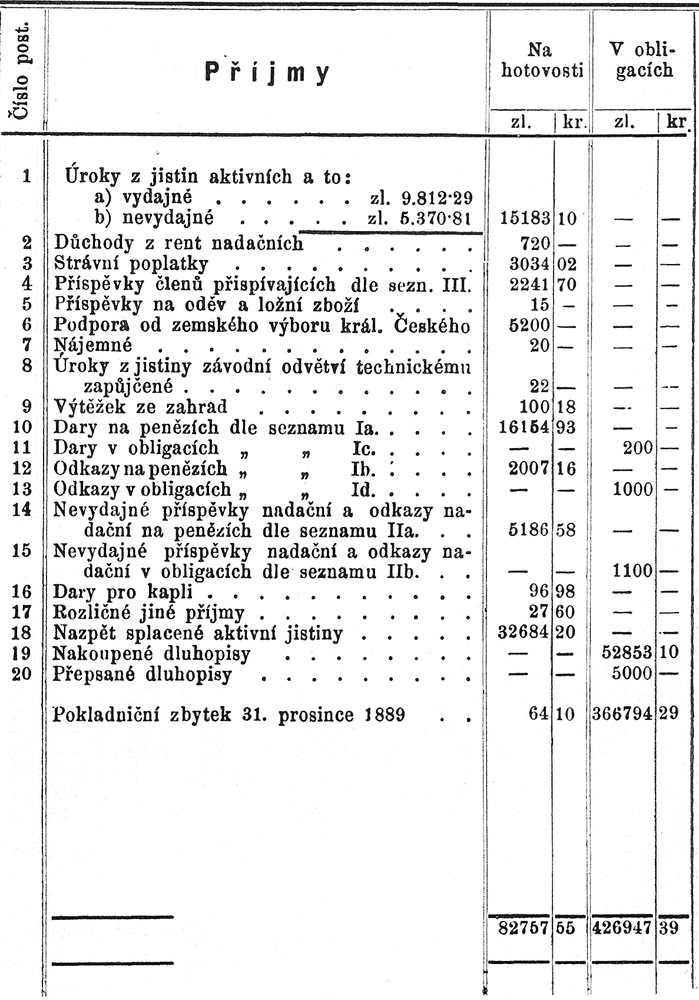 Číslo post.
Příjmy
Na hotovosti
V obligacích
zl. kr. zl. kr.
1 Úroky z jistin aktivních a to:
a) vydajné . . . . . . zl. 9.812·29
b) nevydajné . . . . . zl. 5.370·81 15183 10 — —
2 Důchody z rent nadačních . . . . . . 720 — — —
3 Strávní poplatky . . . . . . . . . . 3034 02 — —
4 Příspěvky členů přispívajících dle sezn. III. 2241 70 — —
5 Příspěvky na oděv a ložní zboží . . . . 15 — — —
6 Podpora od zemského výboru král. Českého 5200 — — —
7 Nájemné . . . . . . . . . . . . . 20 — — —
8 Úroky z jistiny závodní odvětví technickému
zapůjčené . . . . . . . . . . . . 22 — — —
9 Výtěžek ze zahrad . . . . . . . . . 100 18 — —
10 Dary na penězích dle seznamu Ia. . . . . 16154 93 — —
11 Dary v obligacích „ „ Ic. . . . . — — 200 —
12 Odkazy na penězích „ „ Ib. . . . . 2007 16 — —
13 Odkazy v obligacích „ „ Id. . . . . — — 1000 —
14 Nevydajné příspěvky nadační a odkazy na-
dační na penězích dle seznamu IIa. . . 5186 58 — —
15 Nevydajné příspěvky nadační a odkazy na-
dační v obligacích dle seznamu IIb. . . — — 1100 —
16 Dary pro kapli . . . . . . . . . . . 96 98 — —
17 Rozličné jiné příjmy . . . . . . . . . 27 60 — —
18 Nazpět splacené aktivní jistiny . . . . . 32684 20 — —
19 Nakoupené dluhopisy . . . . . . . . — — 52853 10
20 Přepsané dluhopisy . . . . . . . . . — — 5000 —
Pokladniční zbytek 31. prosince 1889 . . 64 10 366794 29
82757 55 426947 39